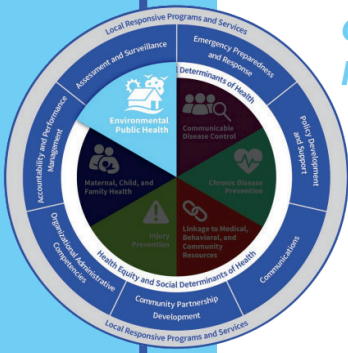 Local Responsive Programs and Services
Assessment and Surveillance
Emergency Preparedness
and Response
l Determinants of Health
Environmental
Public Health
Communicable
Disease Control
Accountability and Performance
Management
Policy Development
and Support
Maternal, Child, and
Family Health
Chronic Disease
Prevention
Injury
Prevention
Linkage to Medical,
Behavioral, and
Community
Resources
Organizational Administrative
Competencies
Health Equity and Social Determinants of Health
Communications
Community Partnership
Development
Local Responsive Programs and Services